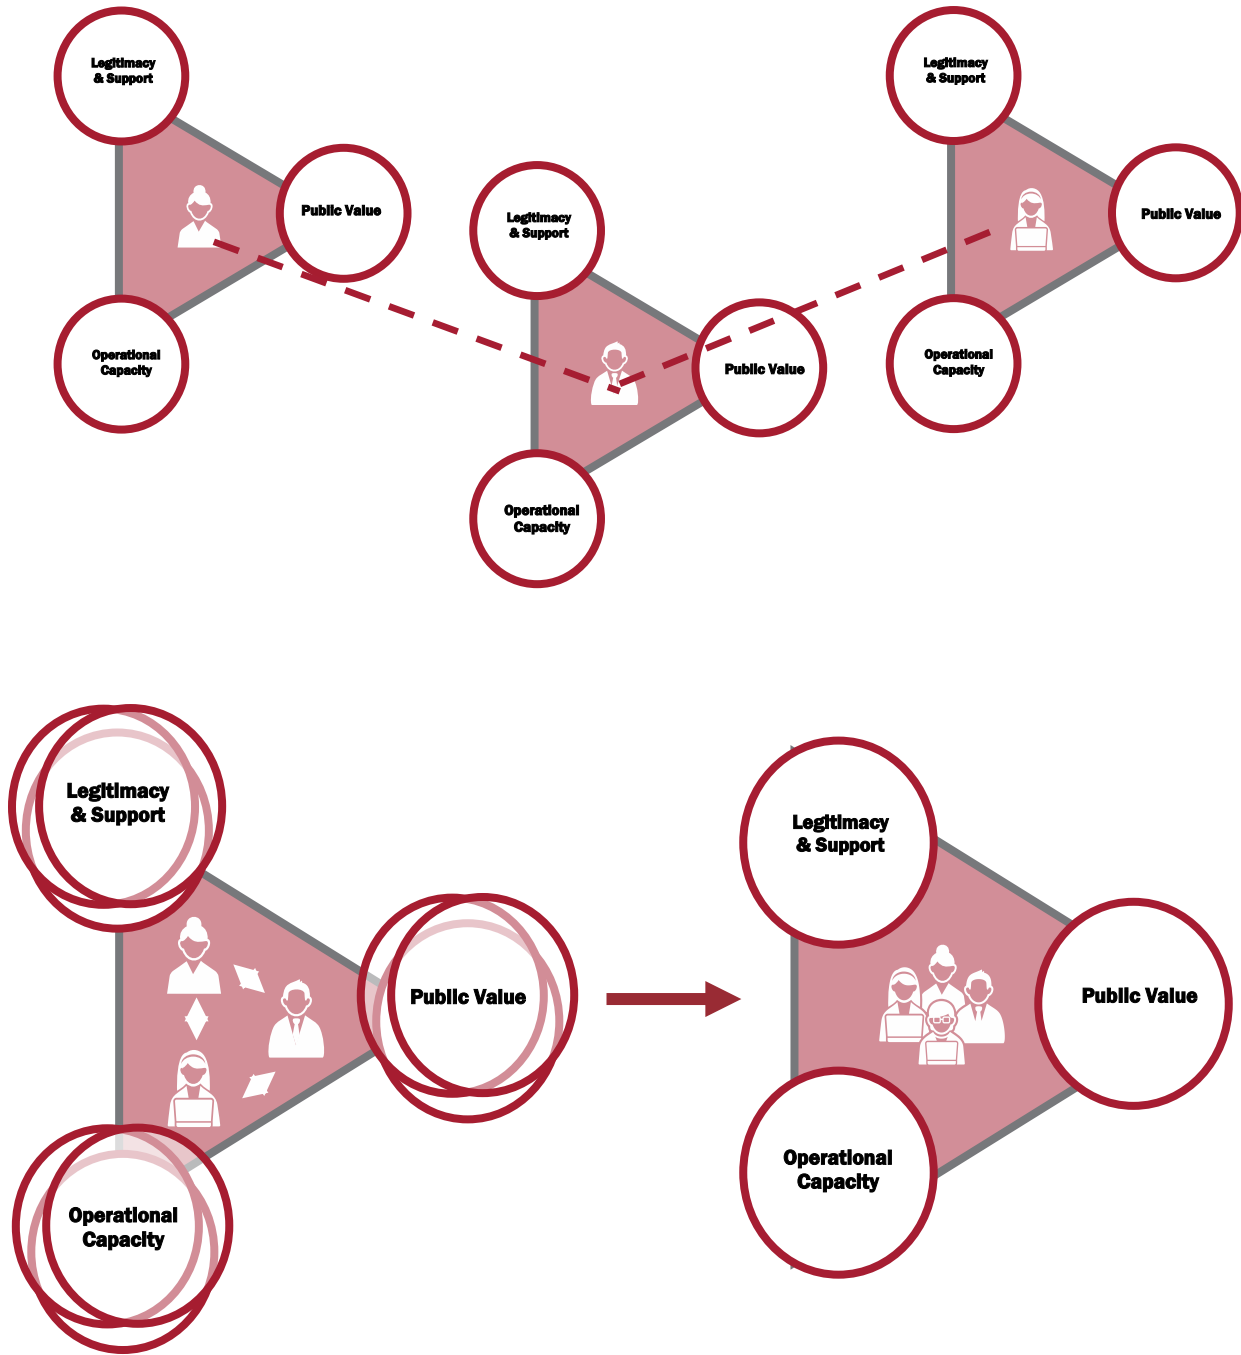 Legitimacy
& Support
Public Value
Operational
Capacity
Legitimacy
& Support
Public Value
Operational
Capacity
Legitimacy
& Support
Public Value
Operational
Capacity
Legitimacy
& Support
Public Value
Operational
Capacity
Legitimacy
& Support
Public Value
Operational
Capacity